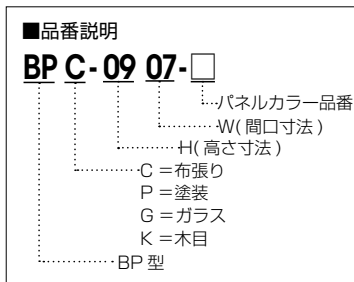 ■品番説明
BP C - 09 07 - □
パネルカラー品番
W(間口寸法)
H(高さ寸法)
C =布張り
P =塗装
G =ガラス
K =木目
BP 型